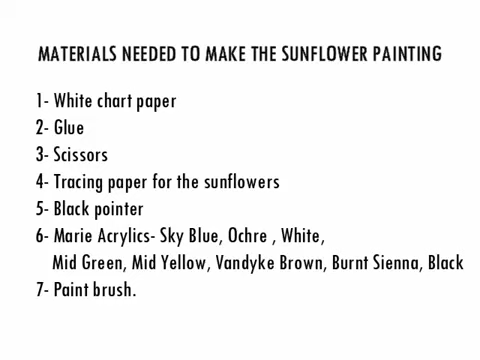 MATERIALS NEEDED TO MAKE THE SUNFLOWER PAINTING
1- White chart paper
2- Glue
3- Scissors
4- Tracing paper for the sunflowers
5- Black pointer
6- Marie Acrylics- Sky Blue, Ochre , White,
Mid Green, Mid Yellow, Vandyke Brown, Burnt Sienna, Black
7- Paint brush.